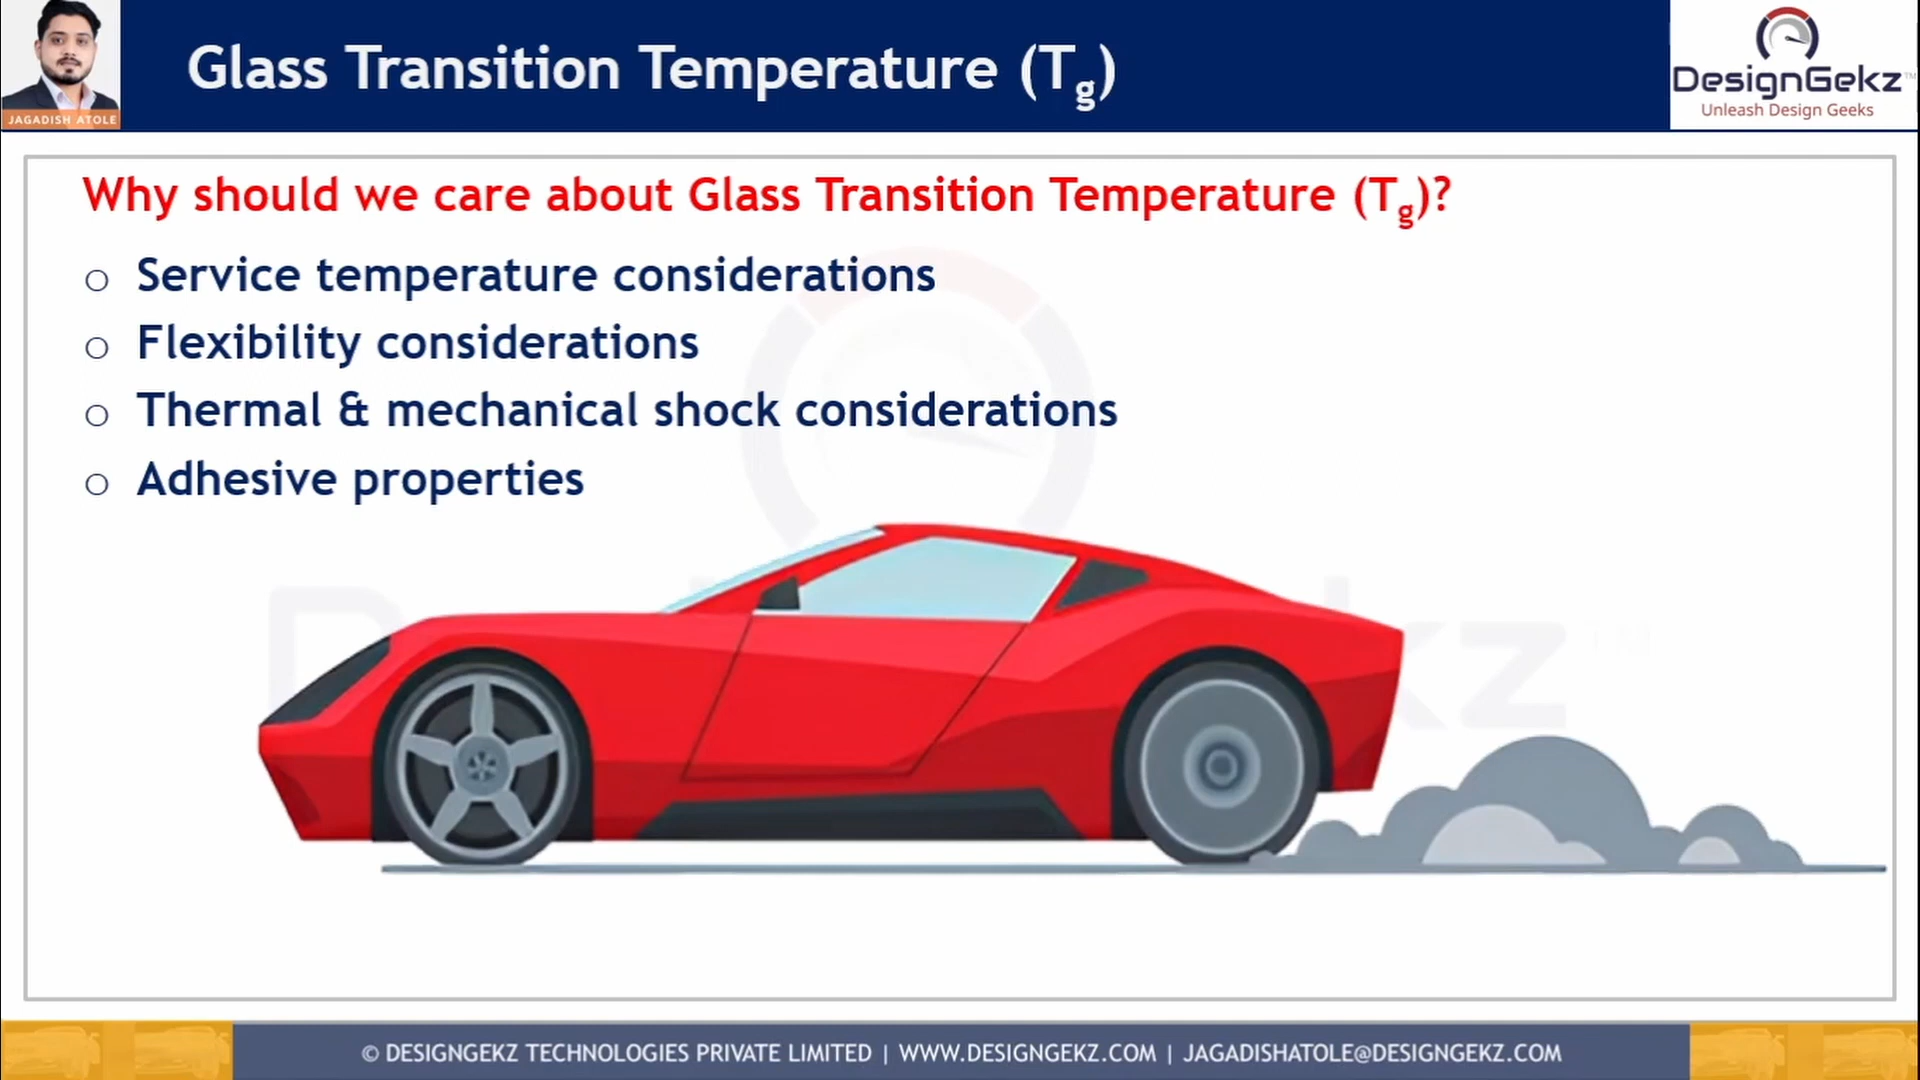 JAGADISH ATOLE
Glass Transition Temperature (Tg)
DesignGekz™
Unleash Design Geeks
Why should we care about Glass Transition Temperature (Tg)?
o Service temperature considerations
o Flexibility considerations
o Thermal & mechanical shock considerations
o Adhesive properties
© DESIGNGEKZ TECHNOLOGIES PRIVATE LIMITED | WWW.DESIGNGEKZ.COM | JAGADISHATOLE@DESIGNGEKZ.COM